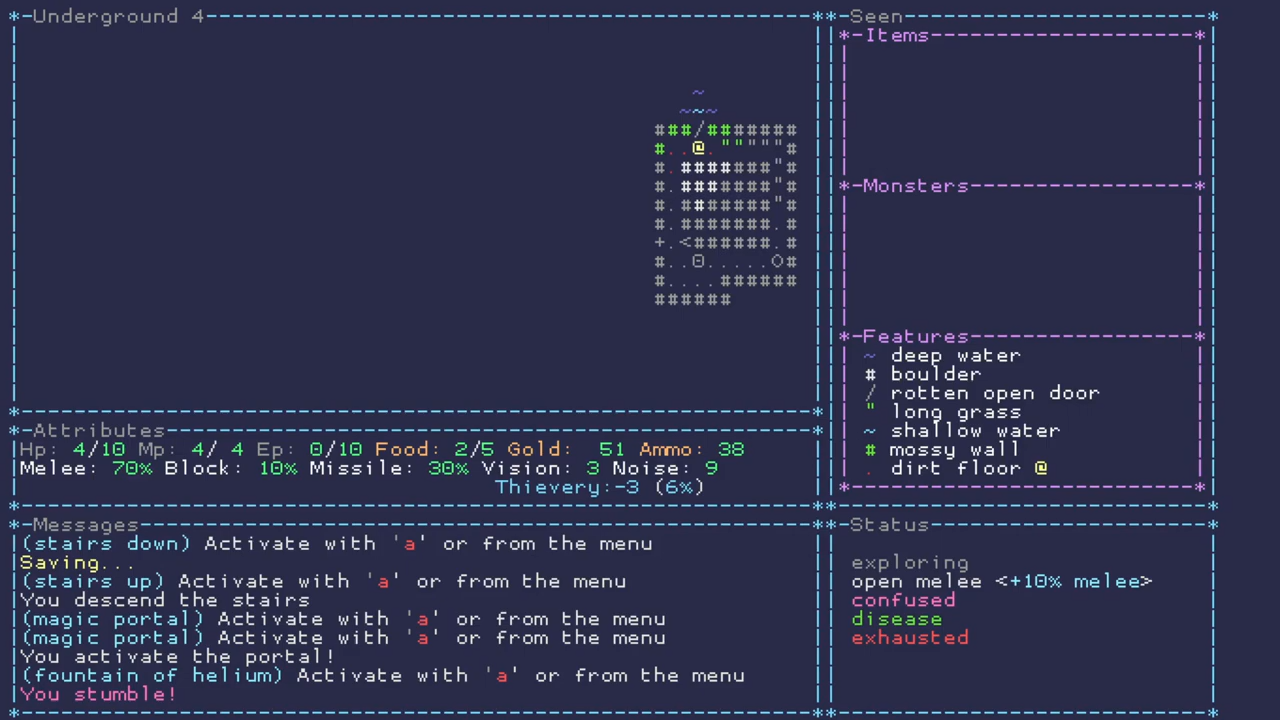 Underground 4
Seen
Items
~
~~~
####/#######
#..@.""""""#
#.#######"#
#.#######"#
#.#######"#
#.#######.#
+.<######.#
#..0.....O#
#....######
######
Monsters
Features
~ deep water
# boulder
/ rotten open door
" long grass
~ shallow water
# mossy wall
. dirt floor @
Attributes
Hp: 4/10 Mp: 4/ 4 Ep: 0/10 Food: 2/5 Gold: 51 Ammo: 38
Melee: 70% Block: 10% Missile: 30% Vision: 3 Noise: 9
Thievery:-3 (6%)
Messages
(stairs down) Activate with 'a' or from the menu
Saving...
(stairs up) Activate with 'a' or from the menu
You descend the stairs
(magic portal) Activate with 'a' or from the menu
(magic portal) Activate with 'a' or from the menu
You activate the portal!
(fountain of helium) Activate with 'a' or from the menu
You stumble!
Status
exploring
open melee <+10% melee>
confused
disease
exhausted